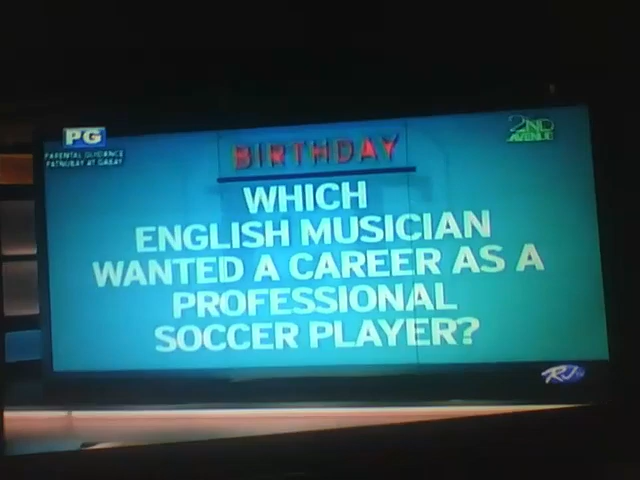 PG
PARENTAL GUIDANCE
PATNUBAY AT GABAY
2ND
AVENUE
BIRTHDAY
WHICH
ENGLISH MUSICIAN
WANTED A CAREER AS A
PROFESSIONAL
SOCCER PLAYER?
RJ